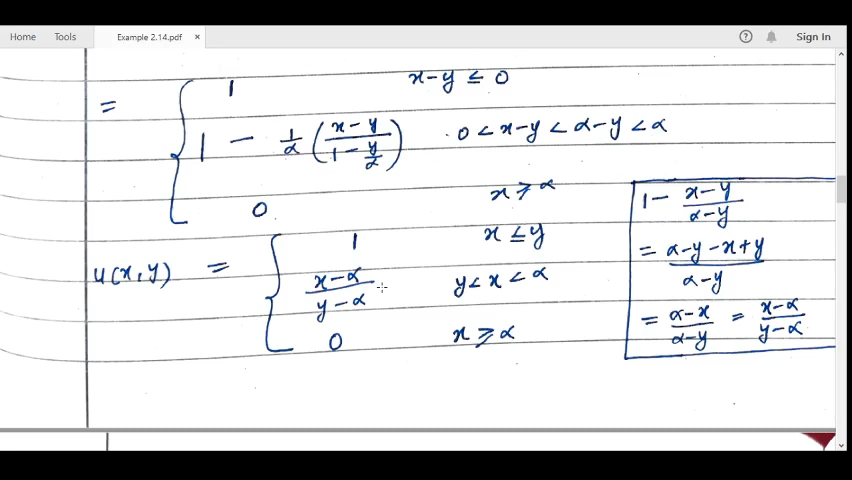 Home Tools Example 2.14.pdf × Sign In
= { 1 x-y ≤ 0
1 - 1/α ( (x-y)/(1 - y/α) ) 0 < x-y < α-y < α
0 x ≥ α
u(x,y) = { 1 x ≤ y
(x-α)/(y-α) y < x < α
0 x ≥ α
1 - (x-y)/(α-y)
= (α-y-x+y)/(α-y)
= (α-x)/(α-y) = (x-α)/(y-α)